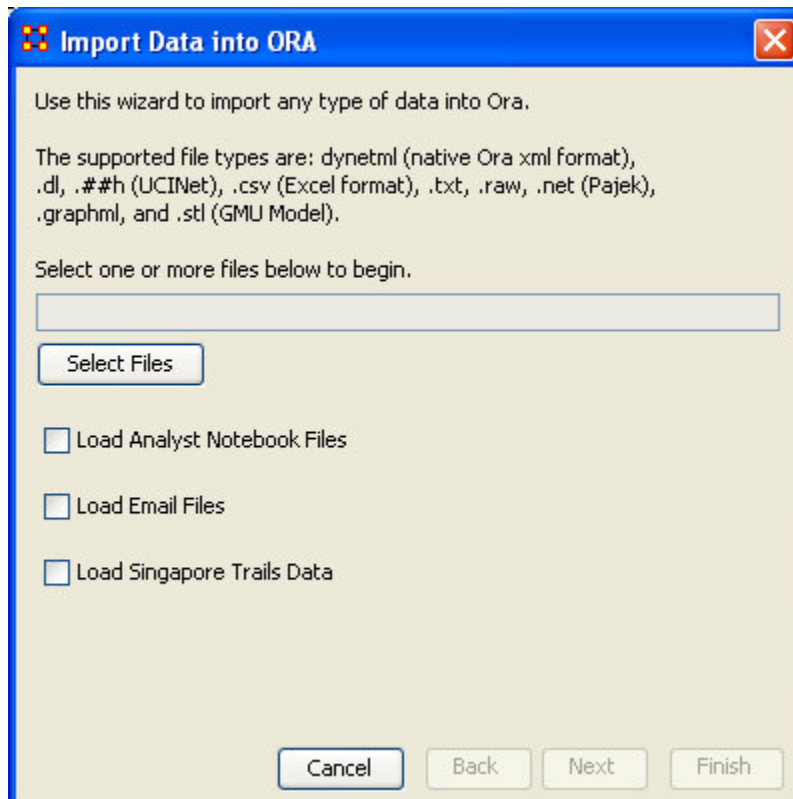 Import Data into ORA
Use this wizard to import any type of data into Ora.
The supported file types are: dynetml (native Ora xml format),
.dl, .##h (UCINet), .csv (Excel format), .txt, .raw, .net (Pajek),
.graphml, and .stl (GMU Model).
Select one or more files below to begin.
Select Files
Load Analyst Notebook Files
Load Email Files
Load Singapore Trails Data
Cancel Back Next Finish